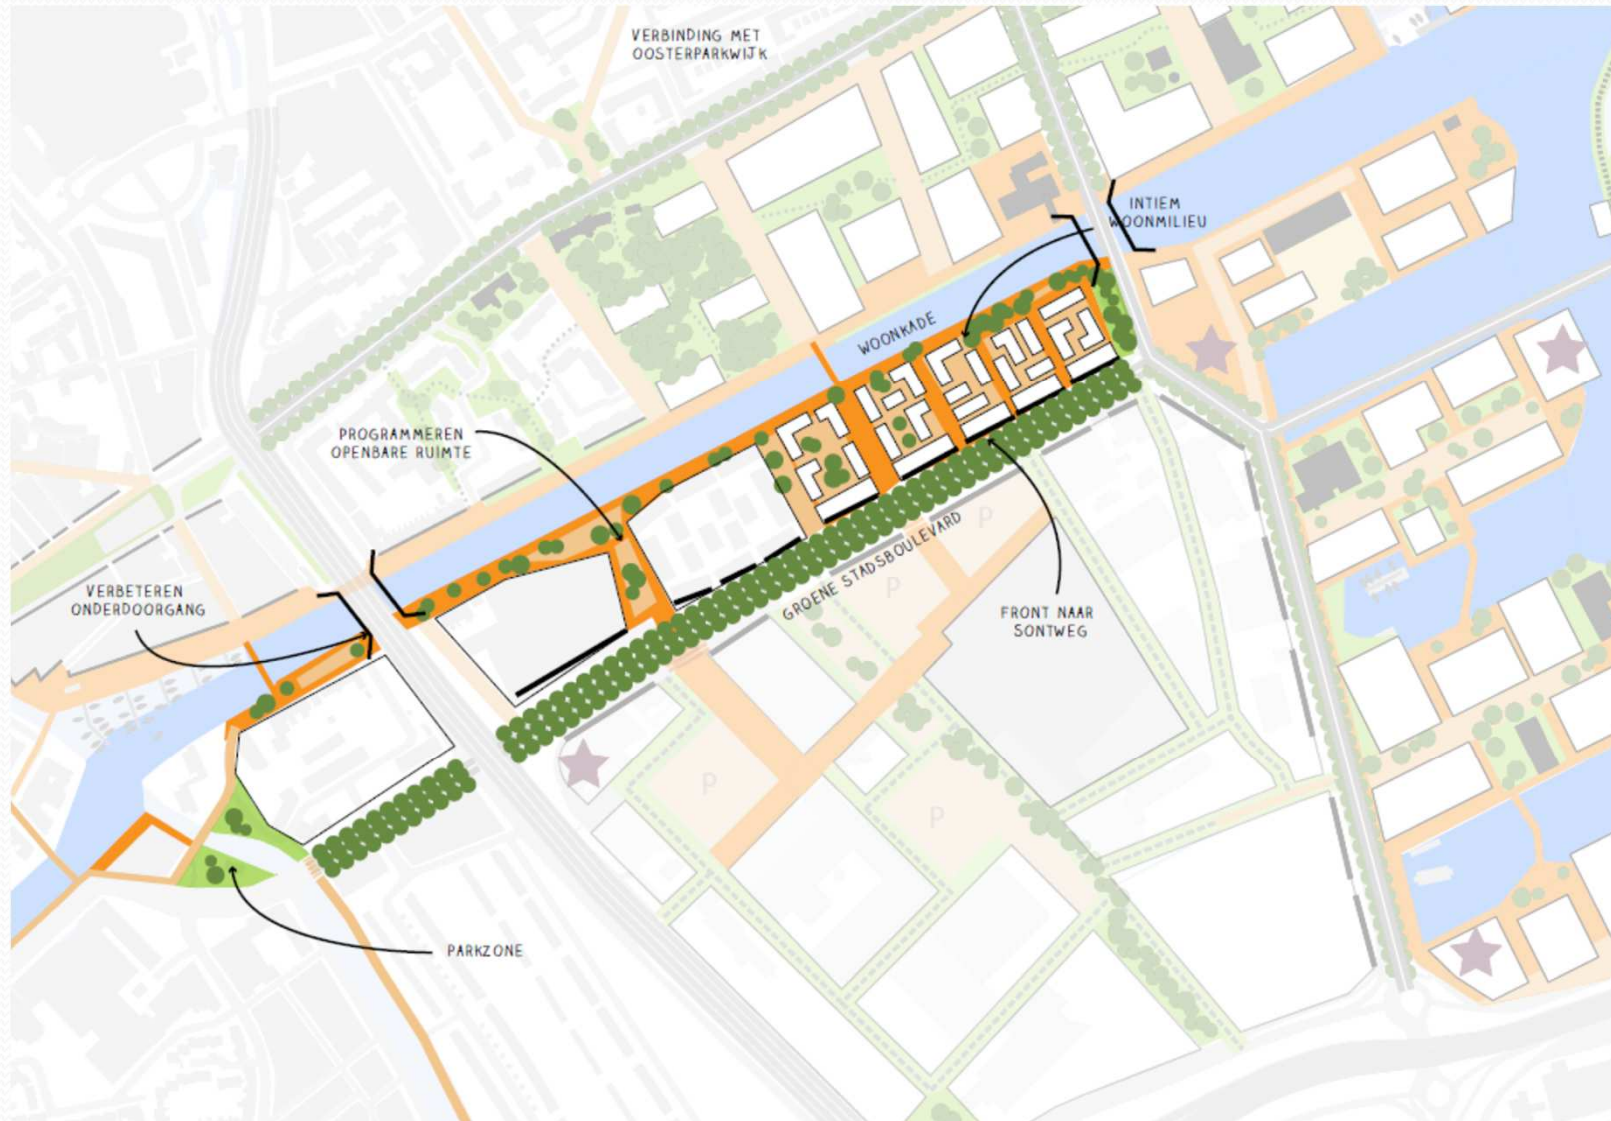 VERBINDING MET
OOSTERPARKWIJK
INTIEM
WOONMILIEU
WOONKADE
PROGRAMMEREN
OPENBARE RUIMTE
P
GROENE STADSBOULEVARD
P
VERBETEREN
ONDERDOORGANG
FRONT NAAR
SONTWEG
P
P
PARKZONE